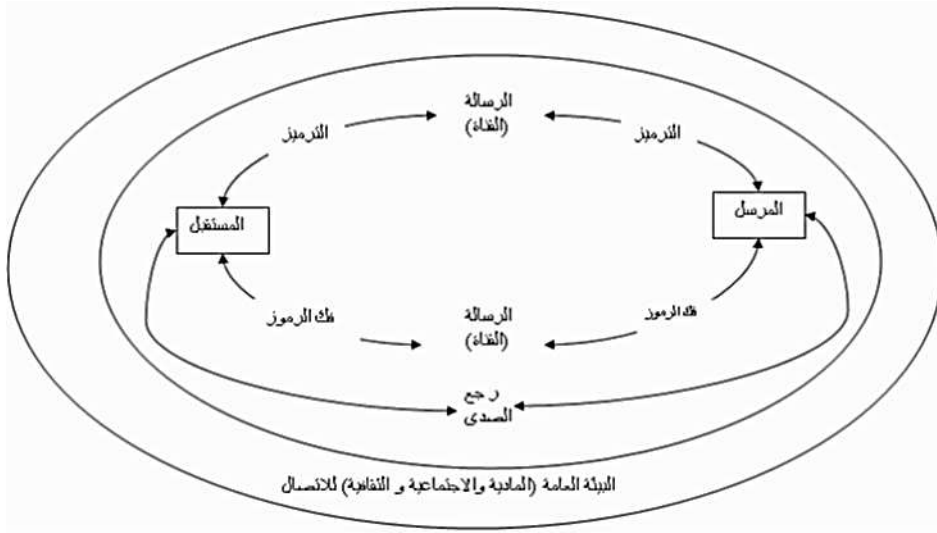 الرسالة
(القناة)
الترميز
الترميز
المرسل
المستقبل
فك الرموز
الرسالة
(القناة)
فك الرموز
رجع
الصدى
البيئة العامة (المادية والاجتماعية و الثقافية) للاتصال